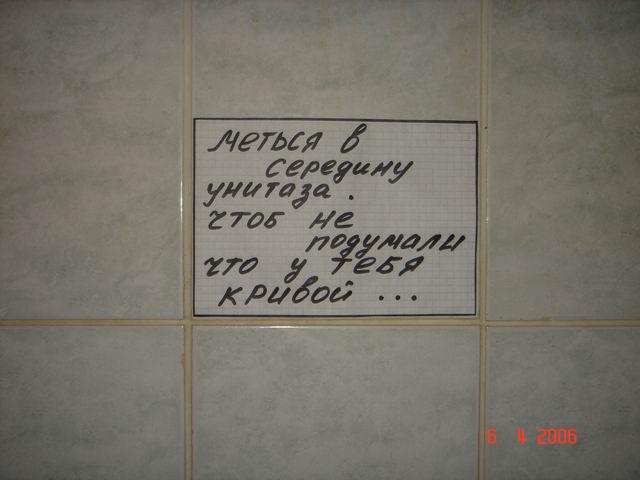 меться в
середину
унитаза.
чтоб не
подумали
что у тебя
кривой ...
6 4 2006